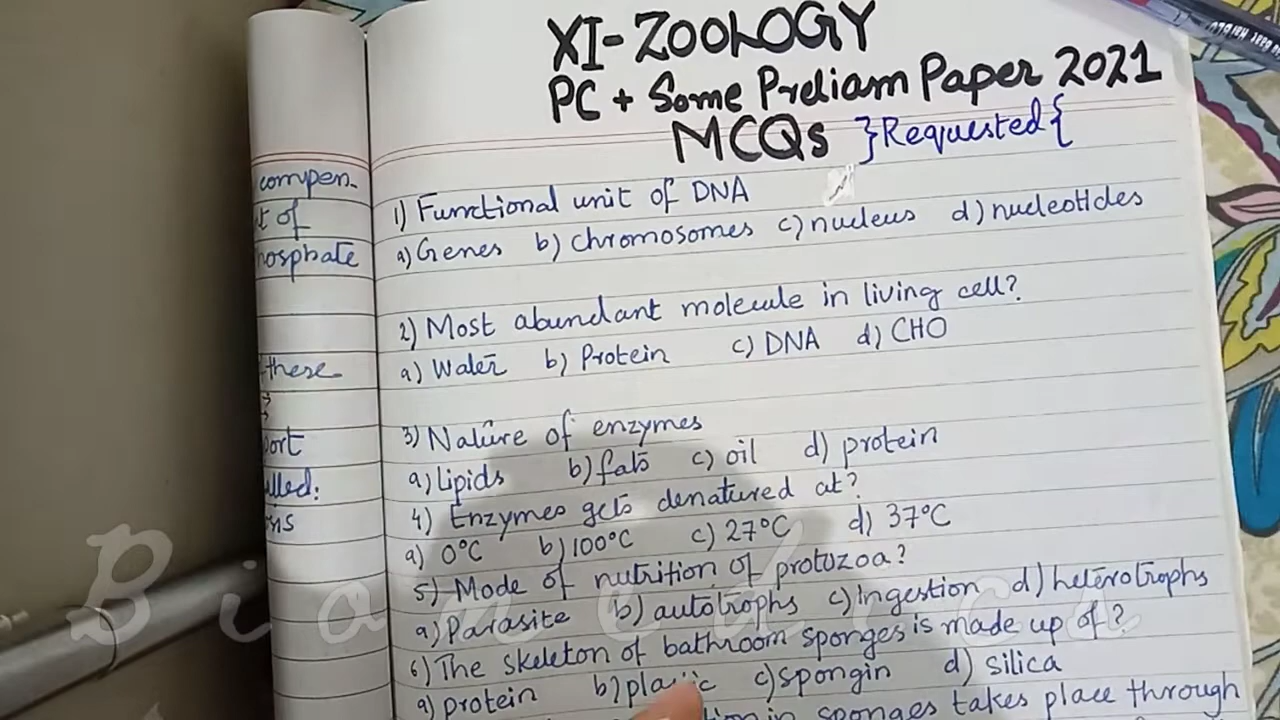 XI-ZOOLOGY
PC + Some Preliam Paper 2021
MCQs }Requested{
compen-
t of
hosphate
these
port
alled:
1) Functional unit of DNA
a) Genes b) chromosomes c) nucleus d) nucleotides
2) Most abundant molecule in living cell?
a) Water b) Protein c) DNA d) CHO
3) Nature of enzymes
a) Lipids b) fats c) oil d) protein
4) Enzymes gets denatured at?
a) 0°C b) 100°C c) 27°C d) 37°C
5) Mode of nutrition of protozoa?
a) Parasite b) autotrophs c) Ingestion d) heterotrophs
6) The skeleton of bathroom sponges is made up of?
a) protein b) c) spongin d) silica
in sponges takes place through
Biomedica